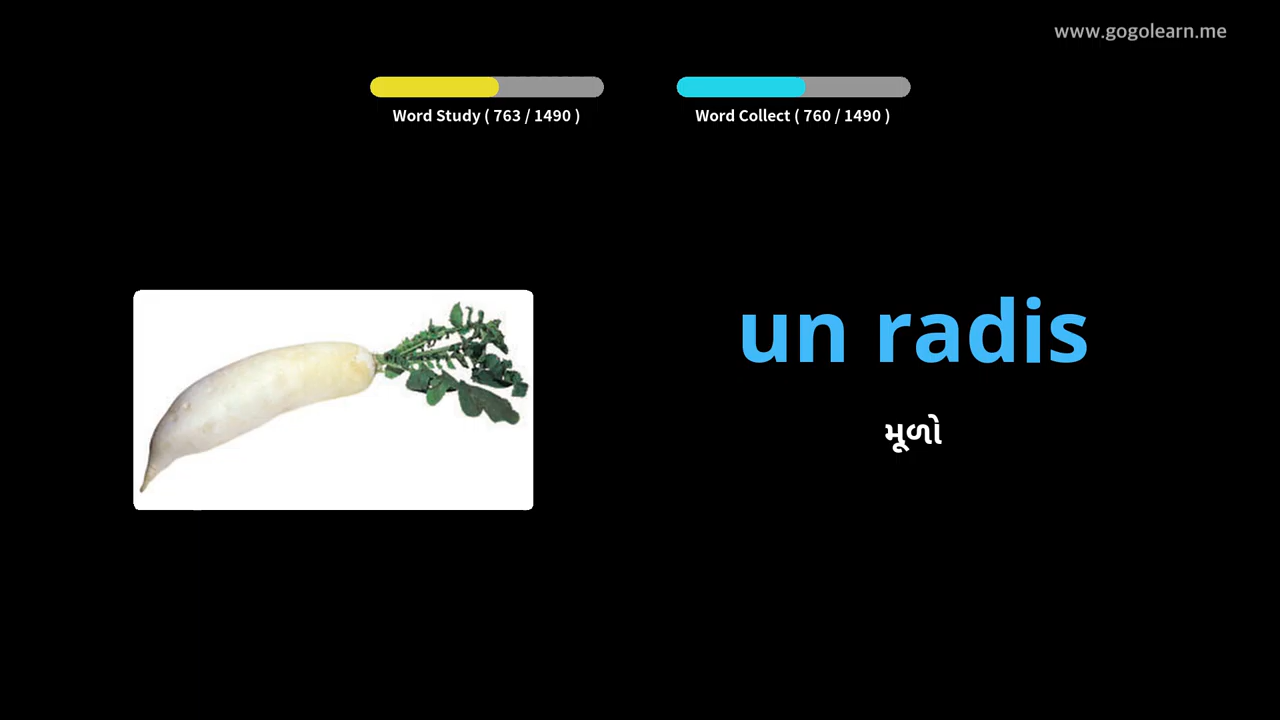 www.gogolearn.me
Word Study ( 763 / 1490 )
Word Collect ( 760 / 1490 )
un radis
મૂળો